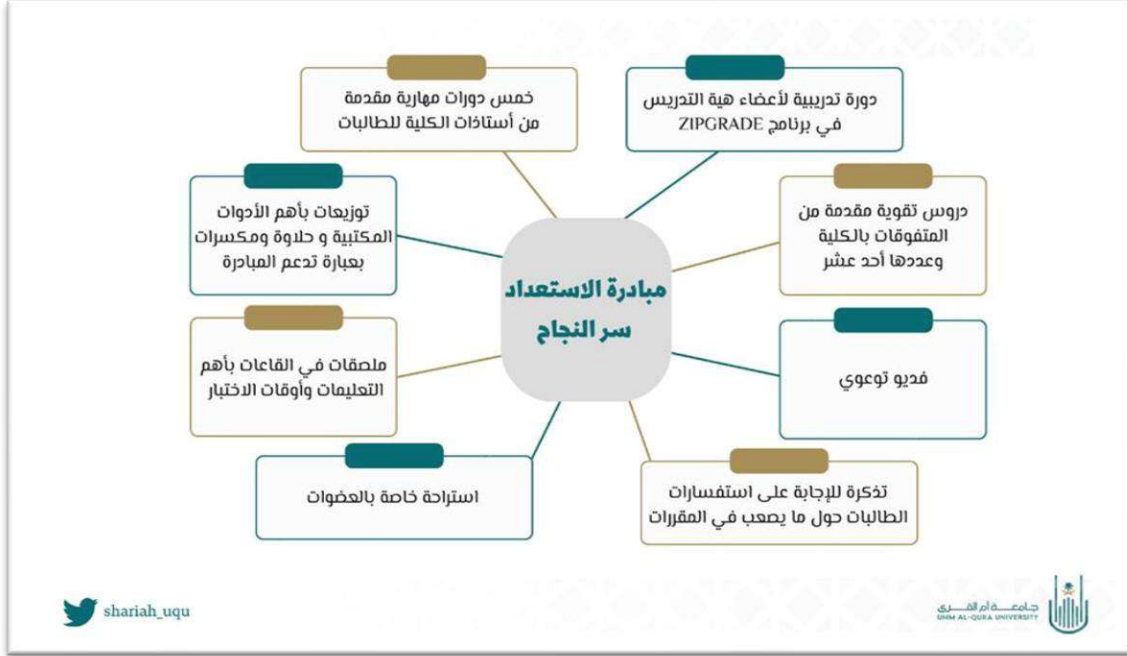 دورة تدريبية لأعضاء هية التدريس
في برنامج ZIPGRADE
خمس دورات مهارية مقدمة
من أستاذات الكلية للطالبات
دروس تقوية مقدمة من
المتفوقات بالكلية
وعددها أحد عشر
توزيعات بأهم الأدوات
المكتبية و حلاوة ومكسرات
بعبارة تدعم المبادرة
مبادرة الاستعداد
سر النجاح
فديو توعوي
ملصقات في القاعات بأهم
التعليمات وأوقات الاختبار
تذكرة للإجابة على استفسارات
الطالبات حول ما يصعب في المقررات
استراحة خاصة بالعضوات
جامعة أم القرى
UMM AL-QURA UNIVERSITY
shariah_uqu